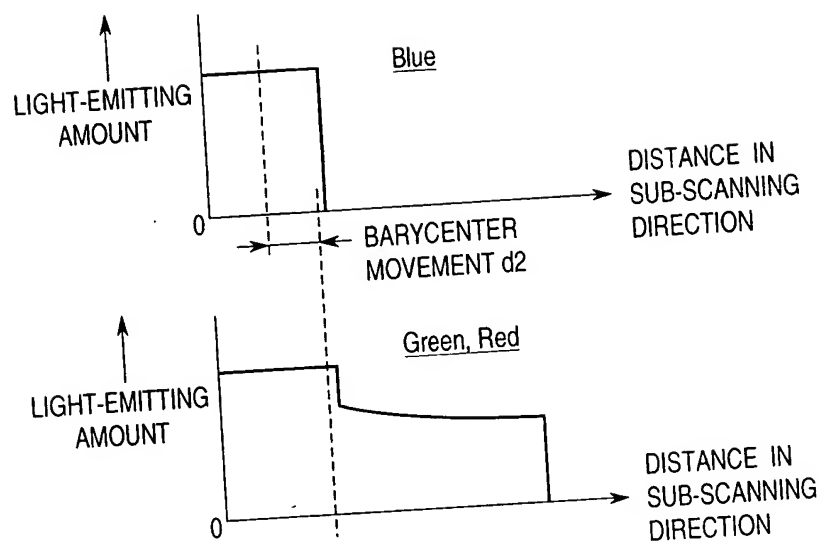 Blue
LIGHT-EMITTING
AMOUNT
DISTANCE IN
SUB-SCANNING
DIRECTION
0
BARYCENTER
MOVEMENT d2
Green, Red
LIGHT-EMITTING
AMOUNT
DISTANCE IN
SUB-SCANNING
DIRECTION
0